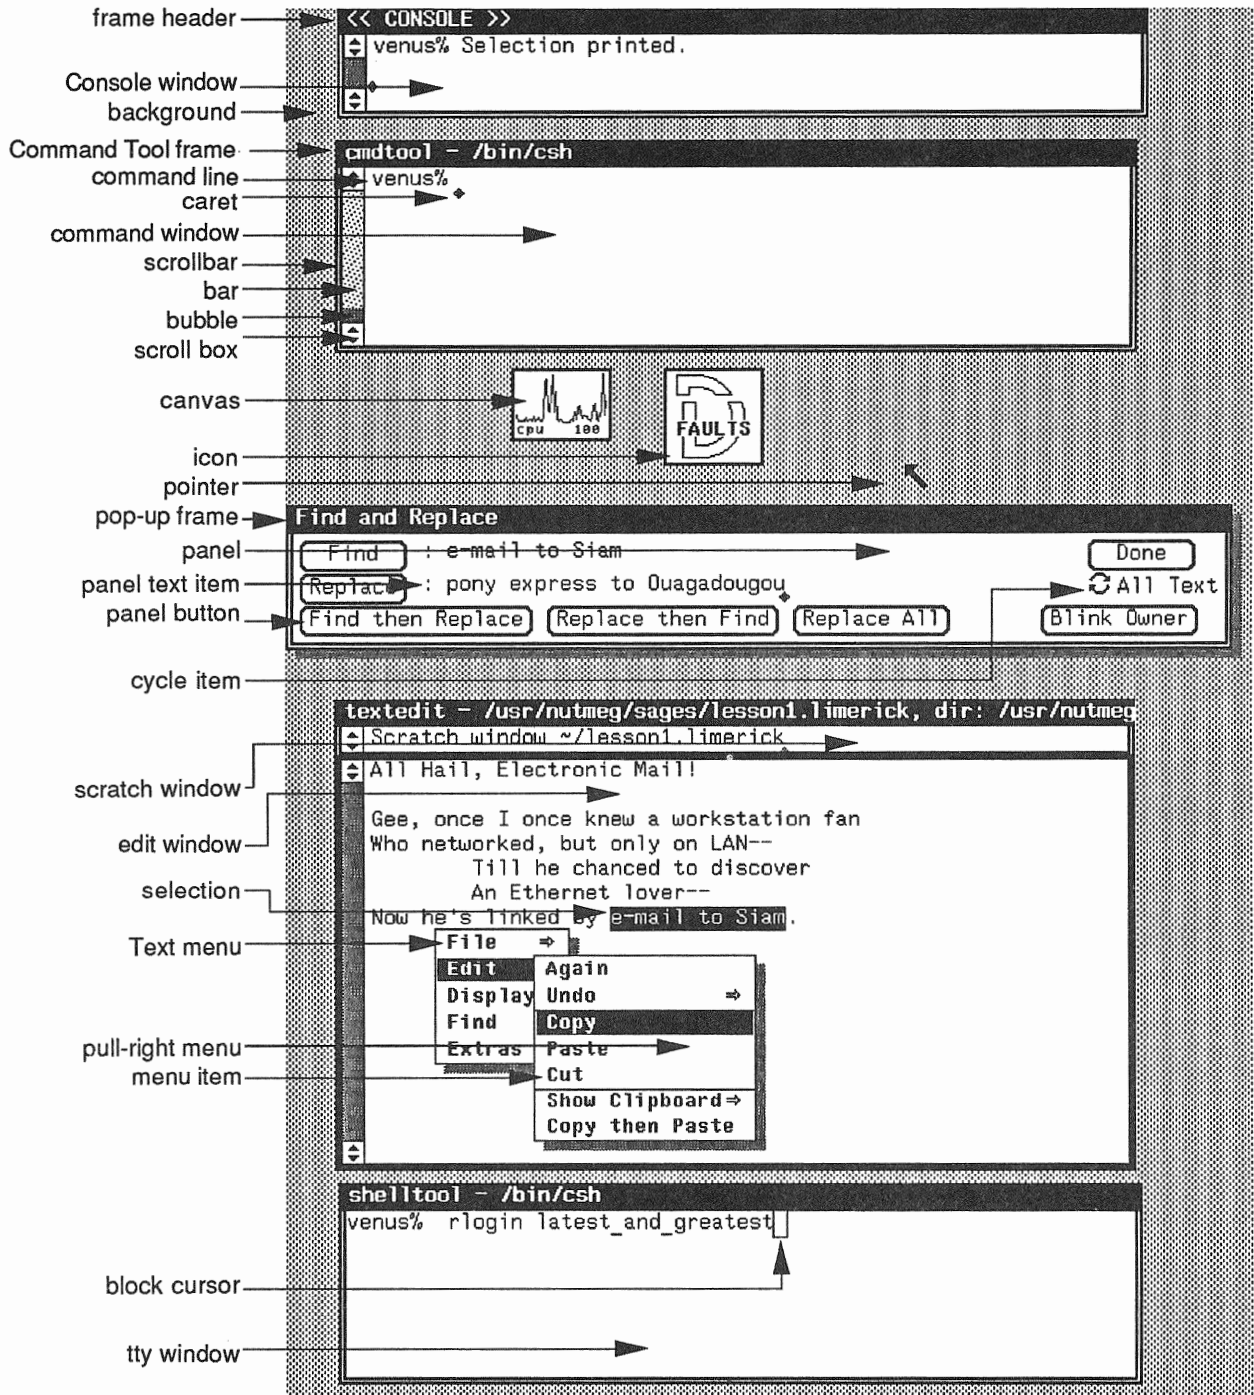 frame header
<< CONSOLE >>
venus% Selection printed.
Console window
background
Command Tool frame
cmdtool - /bin/csh
command line
venus%
caret
command window
scrollbar
bar
bubble
scroll box
canvas
cpu 100
FAULTS
icon
pointer
pop-up frame
Find and Replace
panel
Find : e-mail to Siam
Done
panel text item
Replace : pony express to Ouagadougou
All Text
panel button
Find then Replace
Replace then Find
Replace All
Blink Owner
cycle item
textedit - /usr/nutmeg/sages/lesson1.limerick, dir: /usr/nutmeg
Scratch window ~/lesson1.limerick
All Hail, Electronic Mail!
scratch window
Gee, once I once knew a workstation fan
edit window
Who networked, but only on LAN--
Till he chanced to discover
selection
An Ethernet lover--
Now he's linked by e-mail to Siam.
Text menu
File ⇒
Edit
Display
Find
Extras
Again
Undo ⇒
Copy
Paste
Cut
Show Clipboard⇒
Copy then Paste
pull-right menu
menu item
shelltool - /bin/csh
venus% rlogin latest_and_greatest
block cursor
tty window